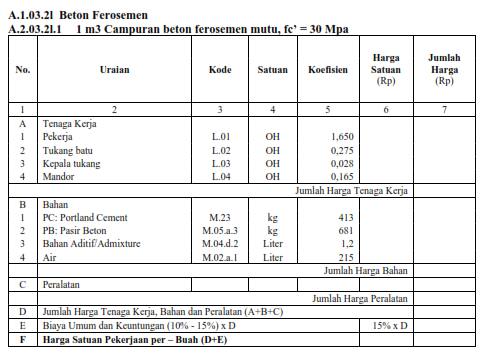 A.1.03.2l Beton Ferosemen
A.2.03.2l.1 1 m3 Campuran beton ferosemen mutu, fc’ = 30 Mpa
No. Uraian Kode Satuan Koefisien Harga Satuan (Rp) Jumlah Harga (Rp)
1 2 3 4 5 6 7
A Tenaga Kerja
1 Pekerja L.01 OH 1,650
2 Tukang batu L.02 OH 0,275
3 Kepala tukang L.03 OH 0,028
4 Mandor L.04 OH 0,165
Jumlah Harga Tenaga Kerja
B Bahan
1 PC: Portland Cement M.23 kg 413
2 PB: Pasir Beton M.05.a.3 kg 681
3 Bahan Aditif/Admixture M.04.d.2 Liter 1,2
4 Air M.02.a.1 Liter 215
Jumlah Harga Bahan
C Peralatan
Jumlah Harga Peralatan
D Jumlah Harga Tenaga Kerja, Bahan dan Peralatan (A+B+C)
E Biaya Umum dan Keuntungan (10% - 15%) x D 15% x D
F Harga Satuan Pekerjaan per – Buah (D+E)